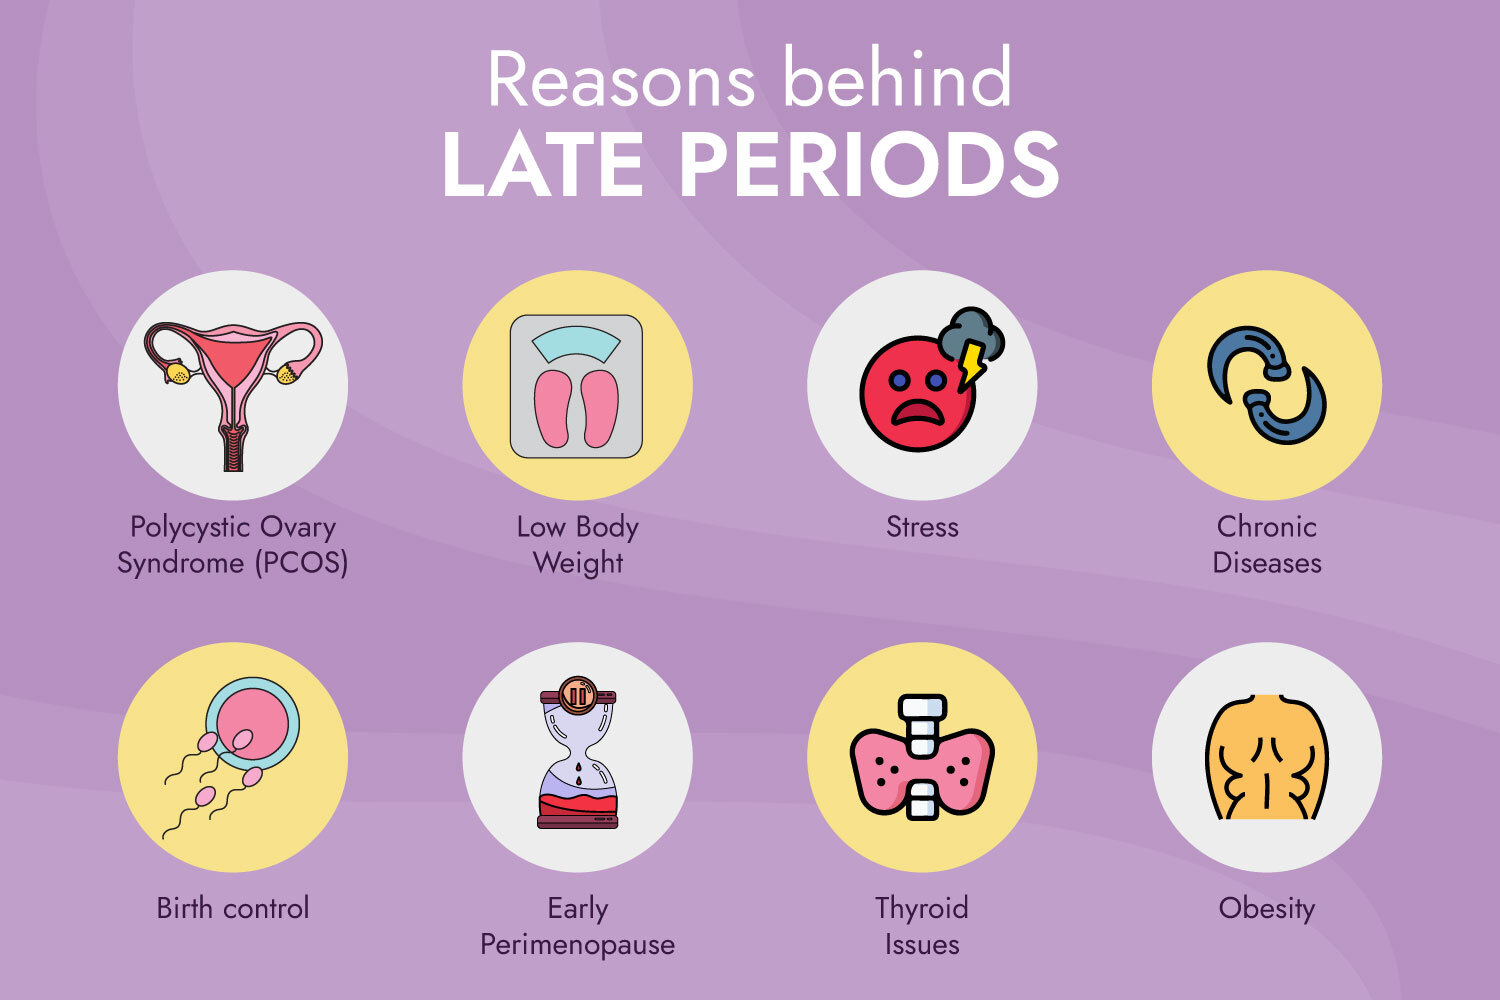 Reasons behind
LATE PERIODS
Polycystic Ovary
Syndrome (PCOS)
Low Body
Weight
Stress
Chronic
Diseases
Birth control
Early
Perimenopause
Thyroid
Issues
Obesity